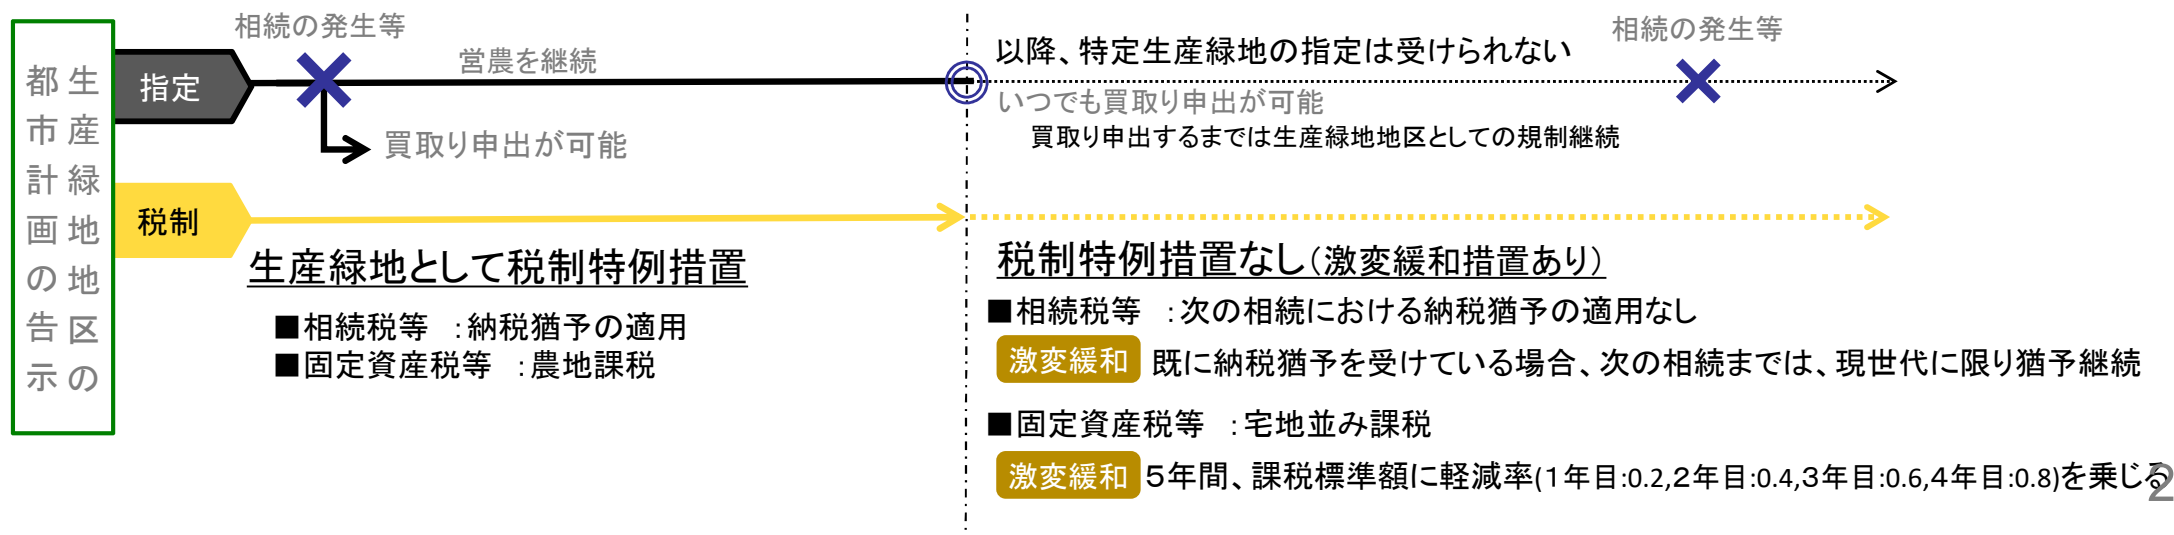 生産緑地地区の
都市計画の告示
指定
相続の発生等
営農を継続
買取り申出が可能
以降、特定生産緑地の指定は受けられない
相続の発生等
いつでも買取り申出が可能
買取り申出するまでは生産緑地地区としての規制継続
税制
生産緑地として税制特例措置
■相続税等　：納税猶予の適用
■固定資産税等　：農地課税
税制特例措置なし（激変緩和措置あり）
■相続税等　：次の相続における納税猶予の適用なし
激変緩和 既に納税猶予を受けている場合、次の相続までは、現世代に限り猶予継続
■固定資産税等　：宅地並み課税
激変緩和 ５年間、課税標準額に軽減率(１年目:0.2,２年目:0.4,３年目:0.6,４年目:0.8)を乗じる
2